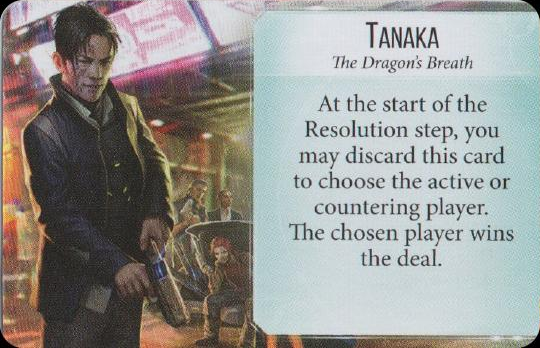 TANAKA
The Dragon's Breath
At the start of the
Resolution step, you
may discard this card
to choose the active or
countering player.
The chosen player wins
the deal.